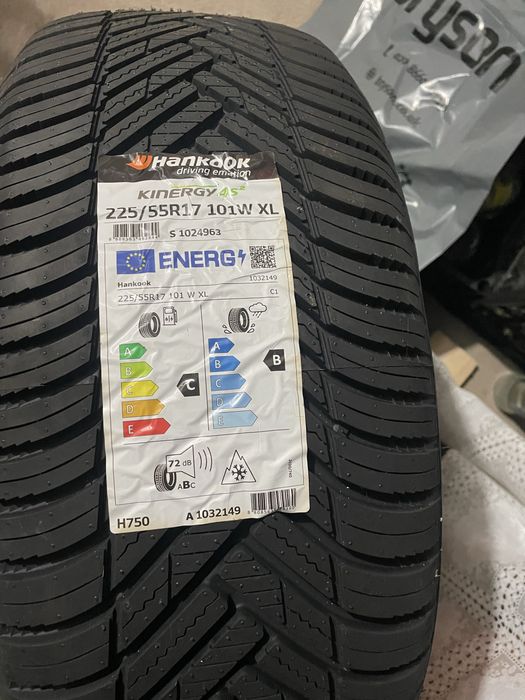 Hankook
driving emotion
KINERGY 4S²
225/55R17 101W XL
S 1024963
ENERG
Hankook 1032149
225/55R17 101 W XL C1
A
B
C
D
E
C
A
B
C
D
E
B
72 dB
ABC
H750
A 1032149